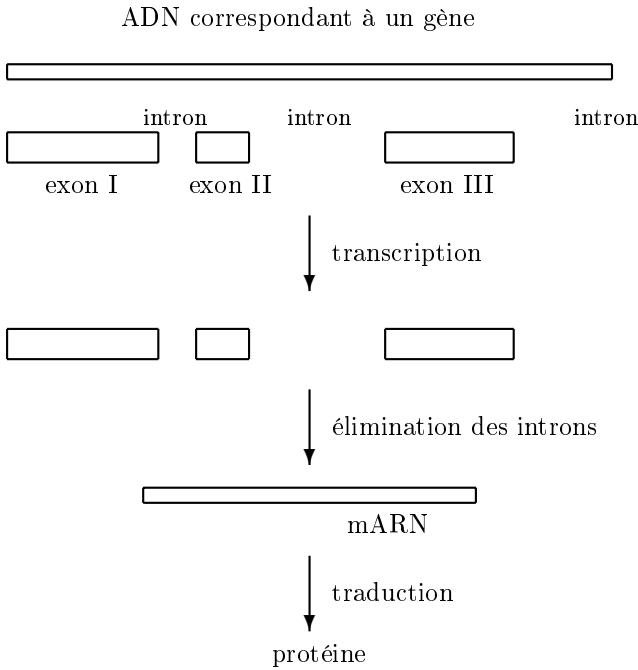 ADN correspondant à un gène
intron intron intron
exon I exon II exon III
transcription
élimination des introns
mARN
traduction
protéine